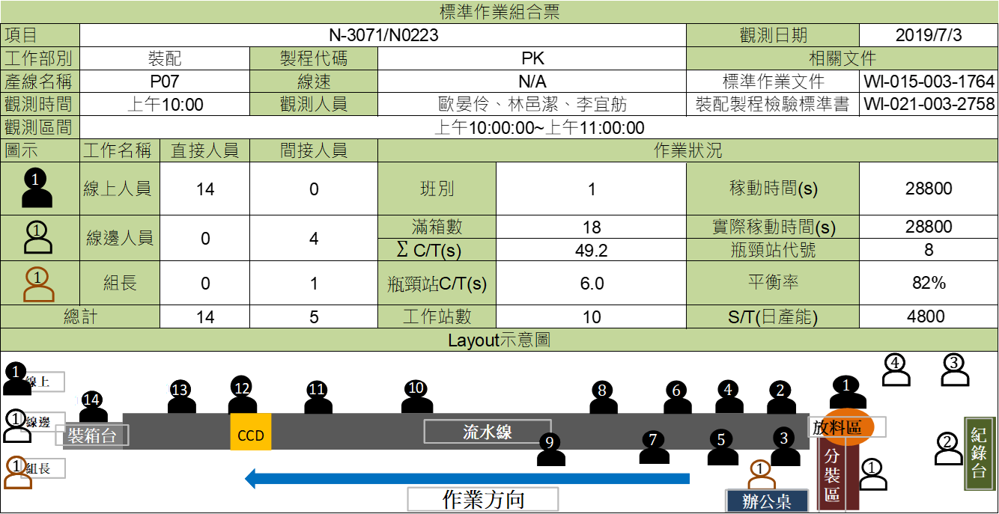 標準作業組合票
項目 N-3071/N0223 觀測日期 2019/7/3
工作部別 裝配 製程代碼 PK 相關文件
產線名稱 P07 線速 N/A 標準作業文件 WI-015-003-1764
觀測時間 上午10:00 觀測人員 歐晏伶、林邑潔、李宜舫 裝配製程檢驗標準書 WI-021-003-2758
觀測區間 上午10:00:00~上午11:00:00
圖示 工作名稱 直接人員 間接人員 作業狀況
1 線上人員 14 0 班別 1 稼動時間(s) 28800
1 線邊人員 0 4 滿箱數 18 實際稼動時間(s) 28800
Σ C/T(s) 49.2 瓶頸站代號 8
1 組長 0 1 瓶頸站C/T(s) 6.0 平衡率 82%
總計 14 5 工作站數 10 S/T(日產能) 4800
Layout示意圖
1 線上
1 線邊
1 組長
14 13 12 11 10 8 6 4 2 1 4 3
裝箱台 CCD 流水線 放料區
9 7 5 3 1 1 2
分裝區
紀錄台
辦公桌
作業方向